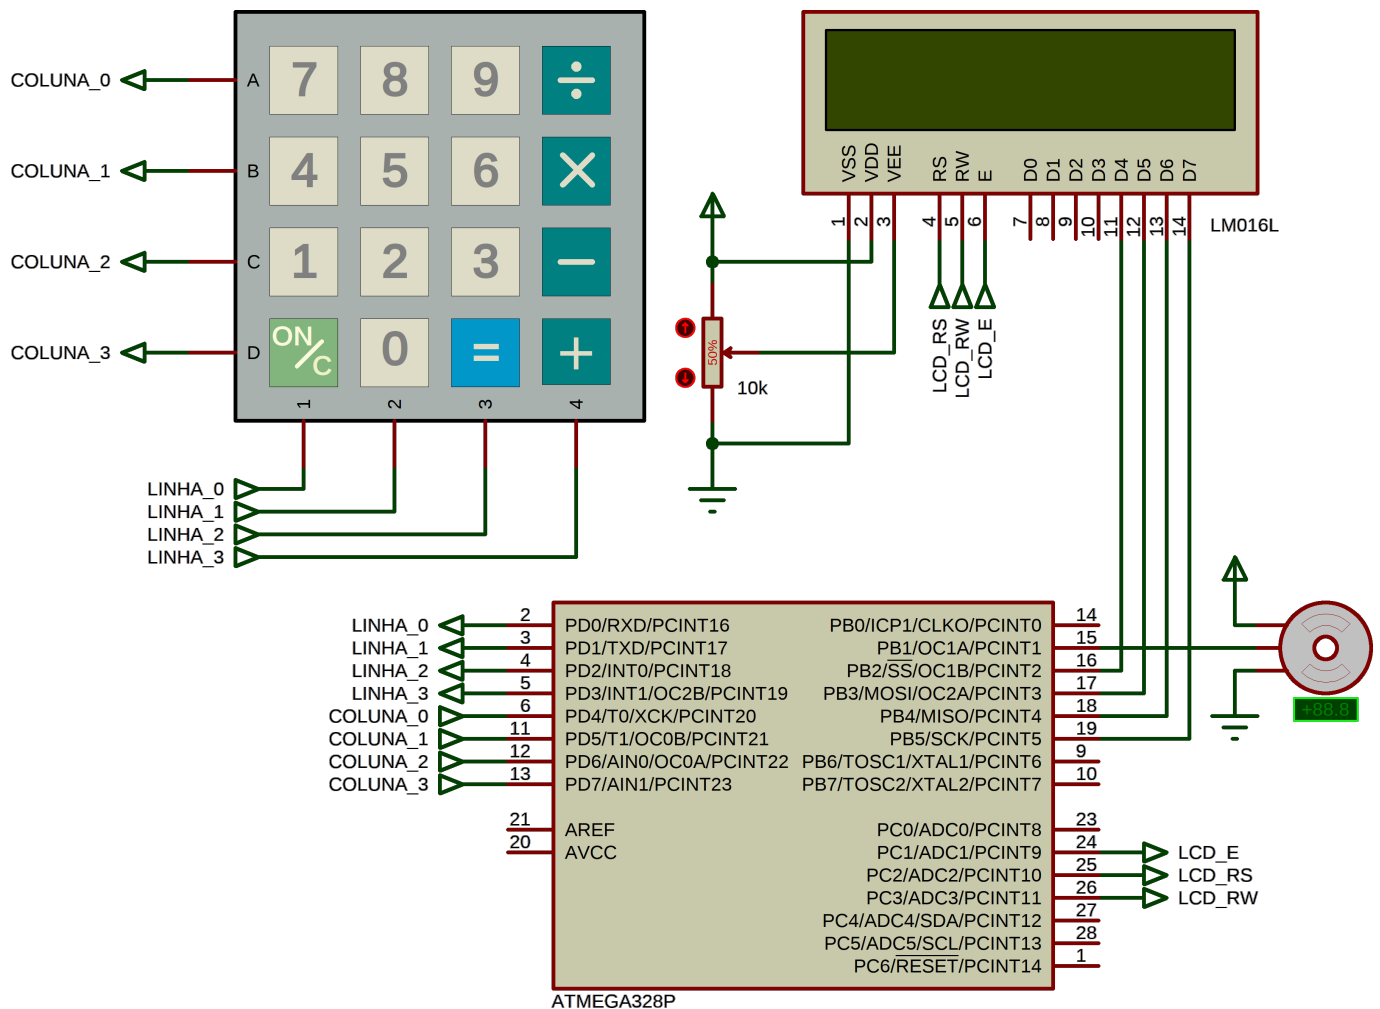 COLUNA_0
COLUNA_1
COLUNA_2
COLUNA_3
A
B
C
D
7 8 9 ÷
4 5 6 ×
1 2 3 −
ON/C 0 = +
1 2 3 4
LINHA_0
LINHA_1
LINHA_2
LINHA_3
VSS VDD VEE RS RW E D0 D1 D2 D3 D4 D5 D6 D7
1 2 3 4 5 6 7 8 9 10 11 12 13 14
LM016L
LCD_RS
LCD_RW
LCD_E
50%
10k
LINHA_0 2 PD0/RXD/PCINT16
LINHA_1 3 PD1/TXD/PCINT17
LINHA_2 4 PD2/INT0/PCINT18
LINHA_3 5 PD3/INT1/OC2B/PCINT19
COLUNA_0 6 PD4/T0/XCK/PCINT20
COLUNA_1 11 PD5/T1/OC0B/PCINT21
COLUNA_2 12 PD6/AIN0/OC0A/PCINT22
COLUNA_3 13 PD7/AIN1/PCINT23
21 AREF
20 AVCC
PB0/ICP1/CLKO/PCINT0 14
PB1/OC1A/PCINT1 15
PB2/SS/OC1B/PCINT2 16
PB3/MOSI/OC2A/PCINT3 17
PB4/MISO/PCINT4 18
PB5/SCK/PCINT5 19
PB6/TOSC1/XTAL1/PCINT6 9
PB7/TOSC2/XTAL2/PCINT7 10
PC0/ADC0/PCINT8 23
PC1/ADC1/PCINT9 24 LCD_E
PC2/ADC2/PCINT10 25 LCD_RS
PC3/ADC3/PCINT11 26 LCD_RW
PC4/ADC4/SDA/PCINT12 27
PC5/ADC5/SCL/PCINT13 28
PC6/RESET/PCINT14 1
ATMEGA328P
+88.8